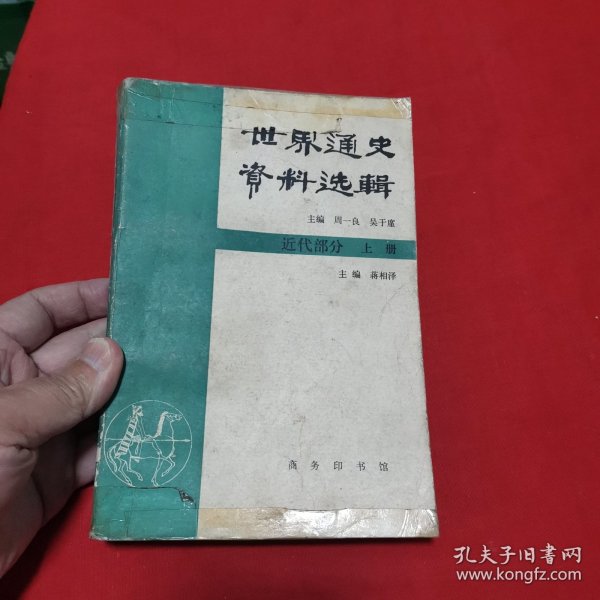 世界通史
資料选輯
主编 周一良 吴于廑
近代部分 上册
主编 蒋相泽
商务印书馆
孔夫子旧书网
www.kongfz.com